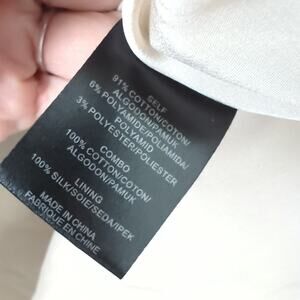 SELF
91% COTTON/COTON/
ALGODON/PAMUK
6% POLYAMIDE/POLIAMIDA/
POLYAMID
3% POLYESTER/POLIESTER
COMBO
100% COTTON/COTON/
ALGODON/PAMUK
LINING
100% SILK/SOIE/SEDA/IPEK
MADE IN CHINA
FABRIQUE EN CHINE